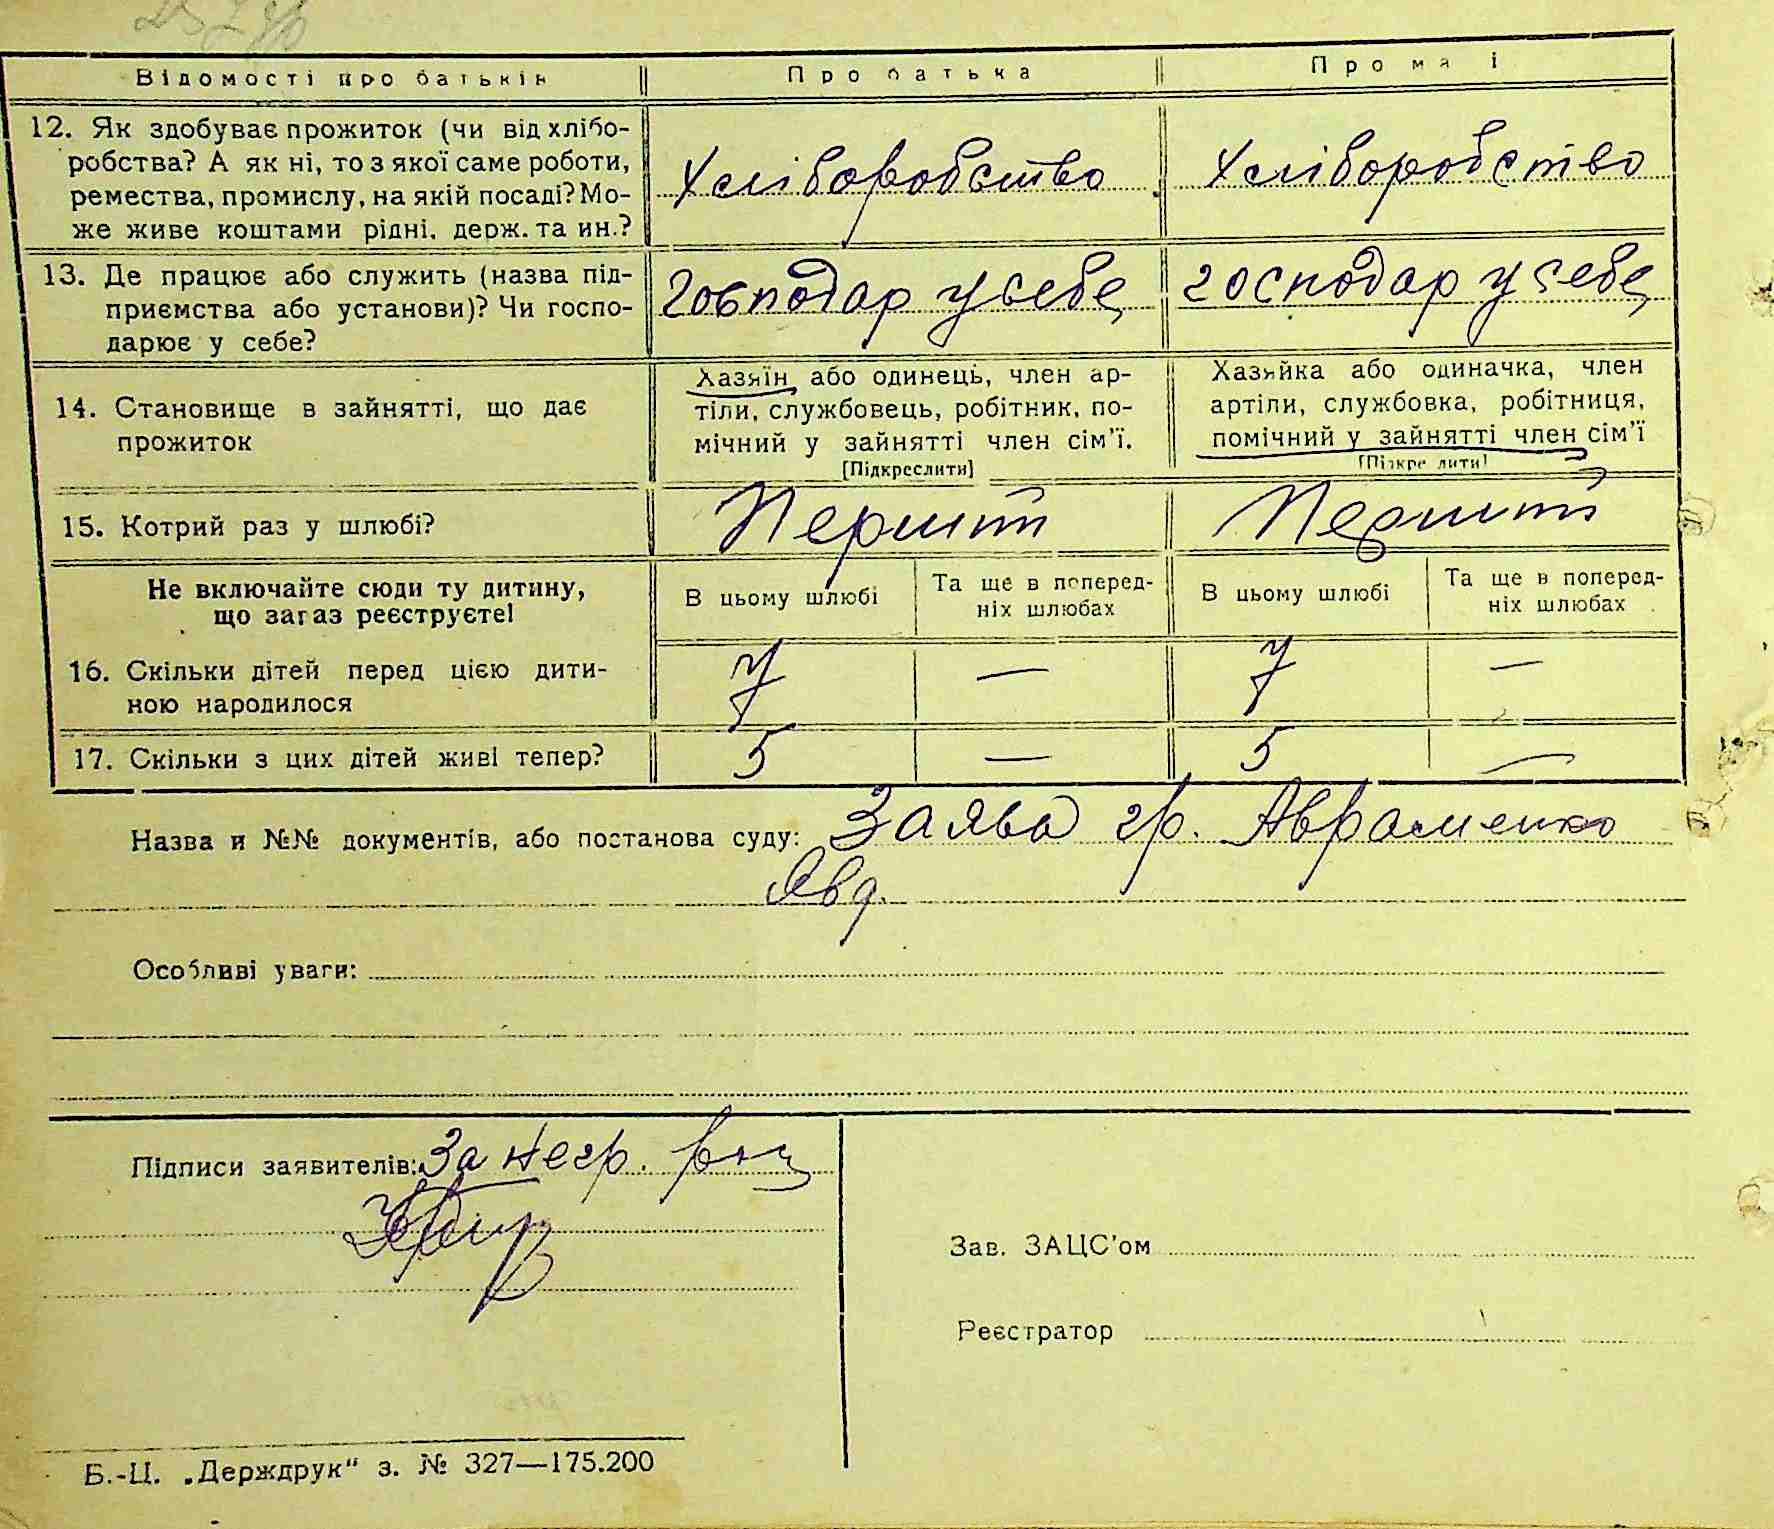 Відомості про батьків
Про батька
Про ма і
12. Як здобуває прожиток (чи від хлібо-
робства? А як ні, то з якої саме роботи,
ремества, промислу, на якій посаді? Мо-
же живе коштами рідні, держ. та ин.?
Хліборобство
Хліборобство
13. Де працює або служить (назва під-
приємства або установи)? Чи госпо-
дарює у себе?
Господар у себе
господар у себе
14. Становище в зайнятті, що дає
прожиток
Хазяїн, або одинець, член ар-
тіли, службовець, робітник, по-
мічний у зайнятті член сім'ї.
[Підкреслити]
Хазяйка або одиначка, член
артіли, службовка, робітниця,
помічний у зайнятті член сім'ї
[Підкре лити]
15. Котрий раз у шлюбі?
Перший
Перший
Не включайте сюди ту дитину,
що зараз реєструєте!
В цьому шлюбі
Та ще в поперед-
ніх шлюбах
В цьому шлюбі
Та ще в поперед-
ніх шлюбах
16. Скільки дітей перед цією дити-
ною народилося
7 — 7 —
17. Скільки з цих дітей живі тепер?
5 — 5 —
Назва и №№ документів, або постанова суду: Заява гр. Авраменко
Явд.
Особливі уваги:
Підписи заявителів: За негр.
Зав. ЗАЦС'ом
Реєстратор
Б.-Ц. „Держдрук" з. № 327—175.200